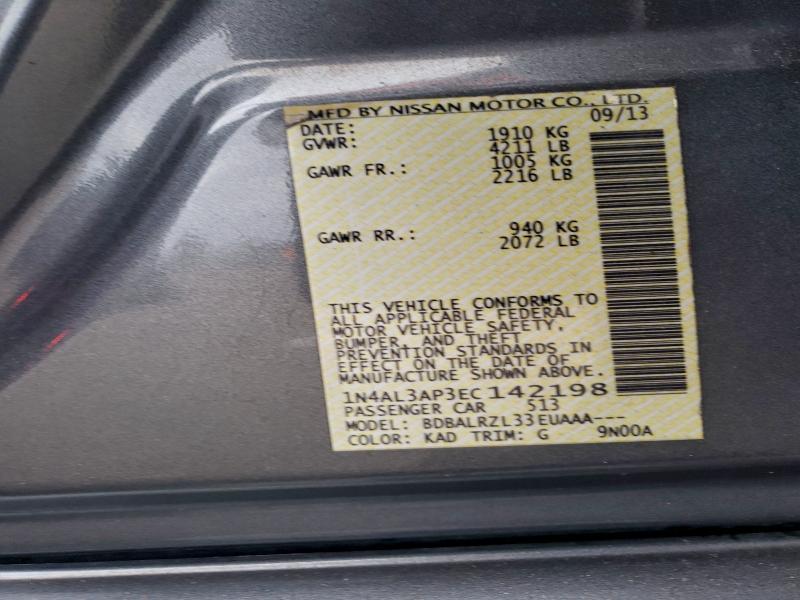 MFD BY NISSAN MOTOR CO., LTD.
DATE: 09/13
GVWR: 1910 KG
4211 LB
GAWR FR.: 1005 KG
2216 LB
GAWR RR.: 940 KG
2072 LB
THIS VEHICLE CONFORMS TO
ALL APPLICABLE FEDERAL
MOTOR VEHICLE SAFETY,
BUMPER, AND THEFT
PREVENTION STANDARDS IN
EFFECT ON THE DATE OF
MANUFACTURE SHOWN ABOVE.
1N4AL3AP3EC142198
PASSENGER CAR 513
MODEL: BDBALRZL33EUAAA---
COLOR: KAD TRIM: G 9N00A